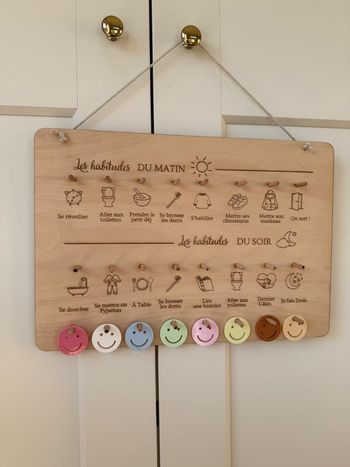 Les habitudes DU MATIN
Se réveiller
Aller aux
toilettes
Prendre le
petit déj
Se brosser
les dents
S'habiller
Mettre ses
chaussures
Mettre son
manteau
On sort !
Les habitudes DU SOIR
Se doucher
Se mettre en
Pyjamas
À Table
Se brosser
les dents
Lire
une histoire
Aller aux
toilettes
Dernier
Câlin
Je fais Dodo